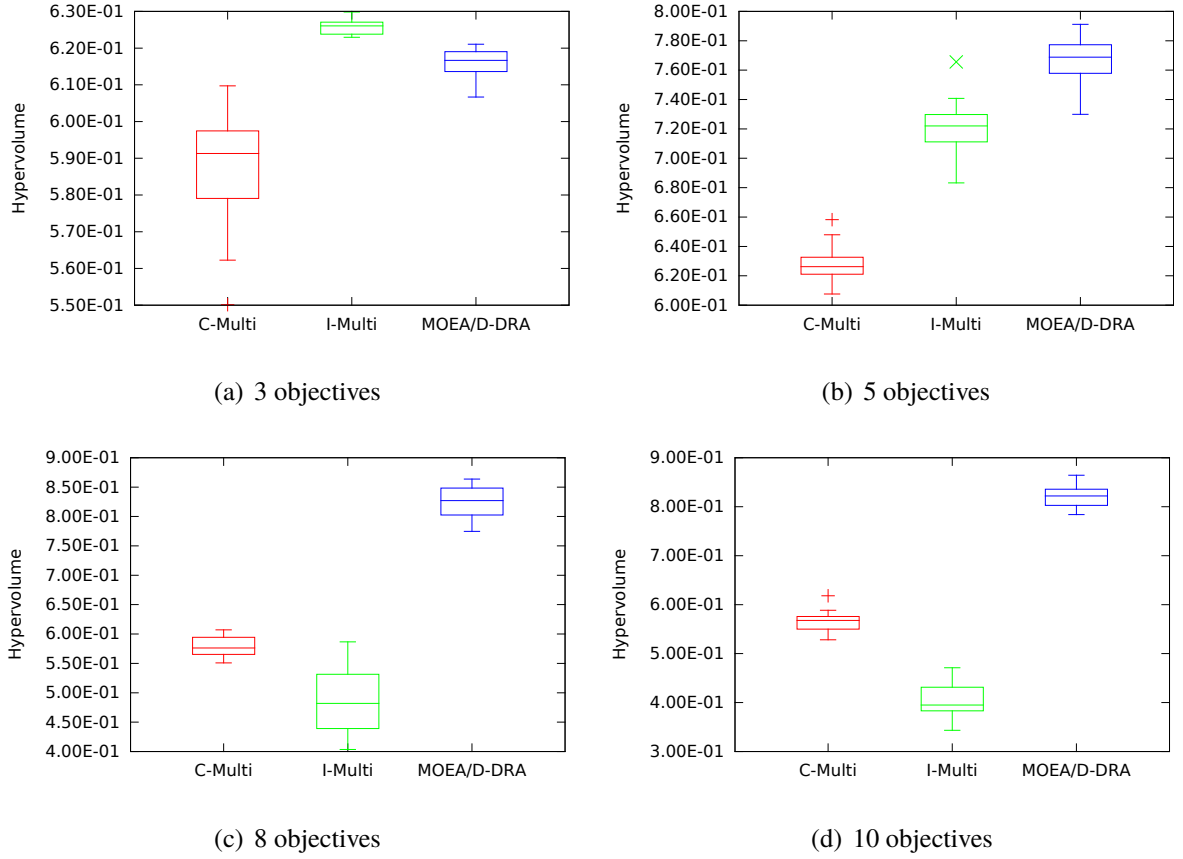 6.30E-01
6.20E-01
6.10E-01
6.00E-01
5.90E-01
5.80E-01
5.70E-01
5.60E-01
5.50E-01
Hypervolume
C-Multi I-Multi MOEA/D-DRA
(a) 3 objectives
8.00E-01
7.80E-01
7.60E-01
7.40E-01
7.20E-01
7.00E-01
6.80E-01
6.60E-01
6.40E-01
6.20E-01
6.00E-01
Hypervolume
C-Multi I-Multi MOEA/D-DRA
(b) 5 objectives
9.00E-01
8.50E-01
8.00E-01
7.50E-01
7.00E-01
6.50E-01
6.00E-01
5.50E-01
5.00E-01
4.50E-01
4.00E-01
Hypervolume
C-Multi I-Multi MOEA/D-DRA
(c) 8 objectives
9.00E-01
8.00E-01
7.00E-01
6.00E-01
5.00E-01
4.00E-01
3.00E-01
Hypervolume
C-Multi I-Multi MOEA/D-DRA
(d) 10 objectives